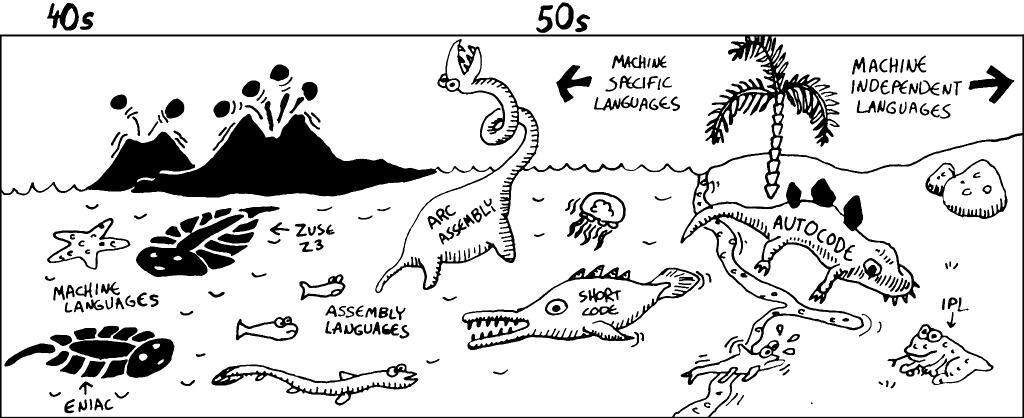 40s
50s
MACHINE
SPECIFIC
LANGUAGES
MACHINE
INDEPENDENT
LANGUAGES
ARC
ASSEMBLY
ZUSE
Z3
AUTOCODE
MACHINE
LANGUAGES
ASSEMBLY
LANGUAGES
SHORT
CODE
IPL
ENIAC